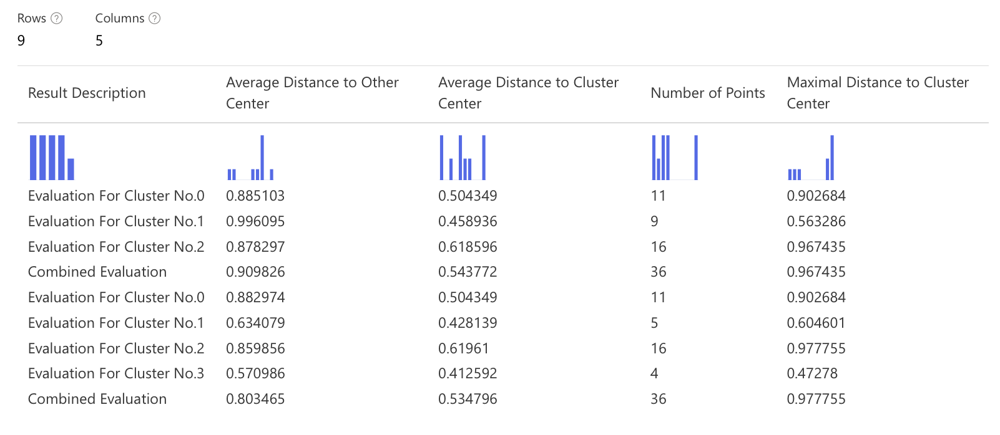 Rows ? Columns ?
9 5
Result Description Average Distance to Other Center Average Distance to Cluster Center Number of Points Maximal Distance to Cluster Center
Evaluation For Cluster No.0 0.885103 0.504349 11 0.902684
Evaluation For Cluster No.1 0.996095 0.458936 9 0.563286
Evaluation For Cluster No.2 0.878297 0.618596 16 0.967435
Combined Evaluation 0.909826 0.543772 36 0.967435
Evaluation For Cluster No.0 0.882974 0.504349 11 0.902684
Evaluation For Cluster No.1 0.634079 0.428139 5 0.604601
Evaluation For Cluster No.2 0.859856 0.61961 16 0.977755
Evaluation For Cluster No.3 0.570986 0.412592 4 0.47278
Combined Evaluation 0.803465 0.534796 36 0.977755